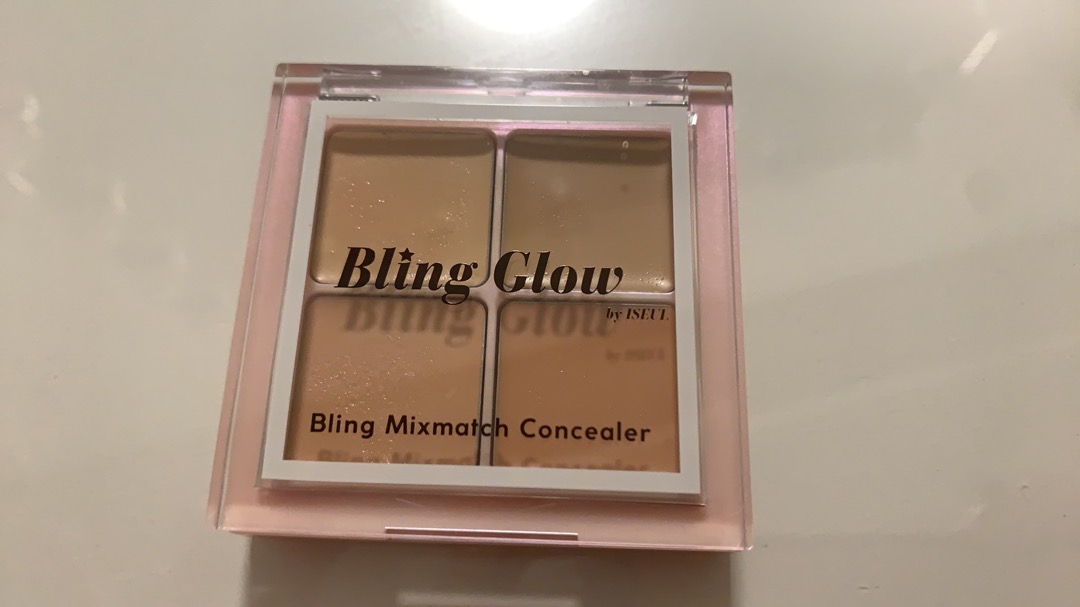 Bling Glow
by ISEUL
Bling Mixmatch Concealer